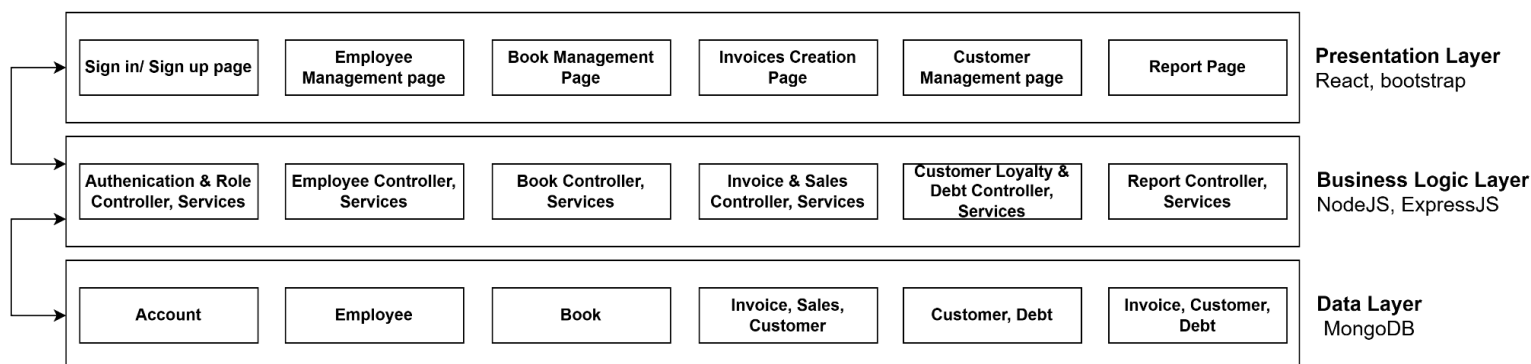 Sign in/ Sign up page
Employee
Management page
Book Management
Page
Invoices Creation
Page
Customer
Management page
Report Page
Presentation Layer
React, bootstrap
Authenication & Role
Controller, Services
Employee Controller,
Services
Book Controller,
Services
Invoice & Sales
Controller, Services
Customer Loyalty &
Debt Controller,
Services
Report Controller,
Services
Business Logic Layer
NodeJS, ExpressJS
Account
Employee
Book
Invoice, Sales,
Customer
Customer, Debt
Invoice, Customer,
Debt
Data Layer
MongoDB